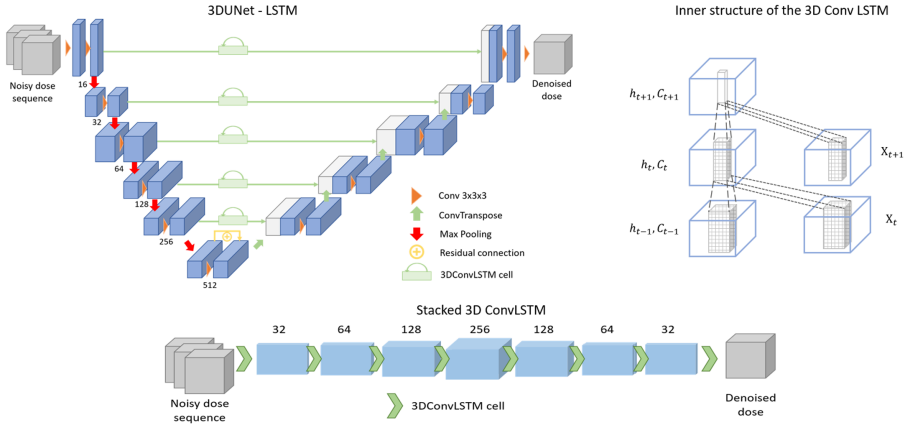 3DUNet - LSTM
Noisy dose
sequence
16
32
64
128
256
512
Denoised
dose
Conv 3x3x3
ConvTranspose
Max Pooling
Residual connection
3DConvLSTM cell
Inner structure of the 3D Conv LSTM
h_{t+1}, C_{t+1}
X_{t+1}
h_t, C_t
X_t
h_{t-1}, C_{t-1}
Stacked 3D ConvLSTM
32 64 128 256 128 64 32
Noisy dose
sequence
3DConvLSTM cell
Denoised
dose